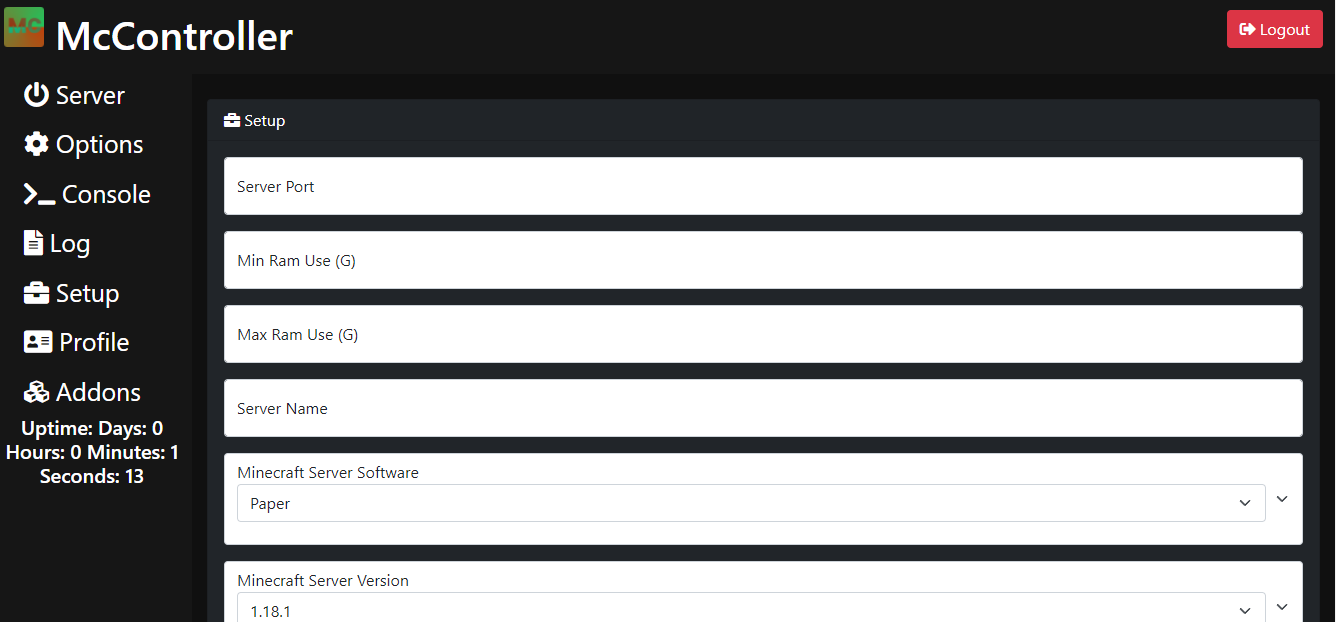 MC
McController
Logout
Server
Options
Console
Log
Setup
Profile
Addons
Uptime: Days: 0
Hours: 0 Minutes: 1
Seconds: 13
Setup
Server Port
Min Ram Use (G)
Max Ram Use (G)
Server Name
Minecraft Server Software
Paper
Minecraft Server Version
1.18.1